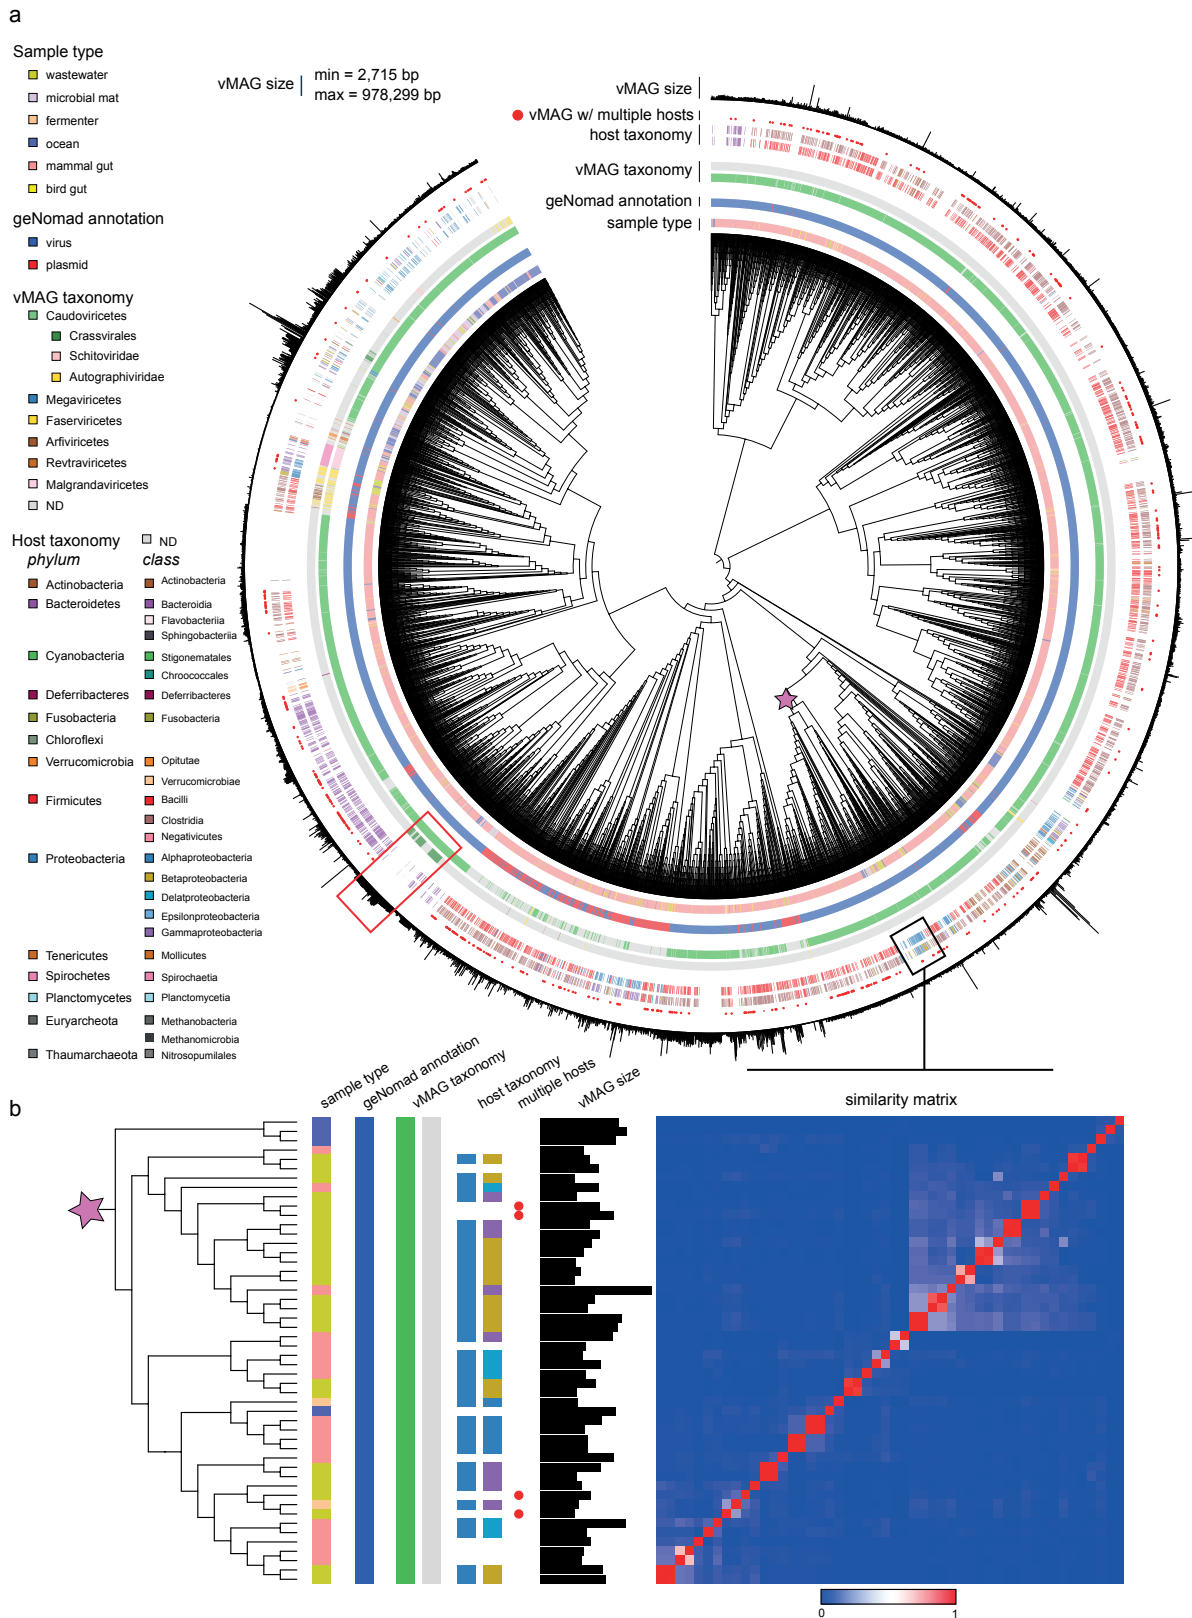 a
Sample type
wastewater
microbial mat
fermenter
ocean
mammal gut
bird gut
geNomad annotation
virus
plasmid
vMAG taxonomy
Caudoviricetes
Crassvirales
Schitoviridae
Autographiviridae
Megaviricetes
Faserviricetes
Arfiviricetes
Revtraviricetes
Malgrandaviricetes
ND
Host taxonomy
ND
phylum
class
Actinobacteria
Actinobacteria
Bacteroidetes
Bacteroidia
Flavobacteriia
Sphingobacteriia
Cyanobacteria
Stigonematales
Chroococcales
Deferribacteres
Deferribacteres
Fusobacteria
Fusobacteria
Chloroflexi
Verrucomicrobia
Opitutae
Verrucomicrobiae
Firmicutes
Bacilli
Clostridia
Negativicutes
Proteobacteria
Alphaproteobacteria
Betaproteobacteria
Delatproteobacteria
Epsilonproteobacteria
Gammaproteobacteria
Tenericutes
Mollicutes
Spirochetes
Spirochaetia
Planctomycetes
Planctomycetia
Euryarcheota
Methanobacteria
Methanomicrobia
Thaumarchaeota
Nitrosopumilales
vMAG size
min = 2,715 bp
max = 978,299 bp
vMAG size
vMAG w/ multiple hosts
host taxonomy
vMAG taxonomy
geNomad annotation
sample type
b
sample type
geNomad annotation
vMAG taxonomy
host taxonomy
multiple hosts
vMAG size
similarity matrix
0
1